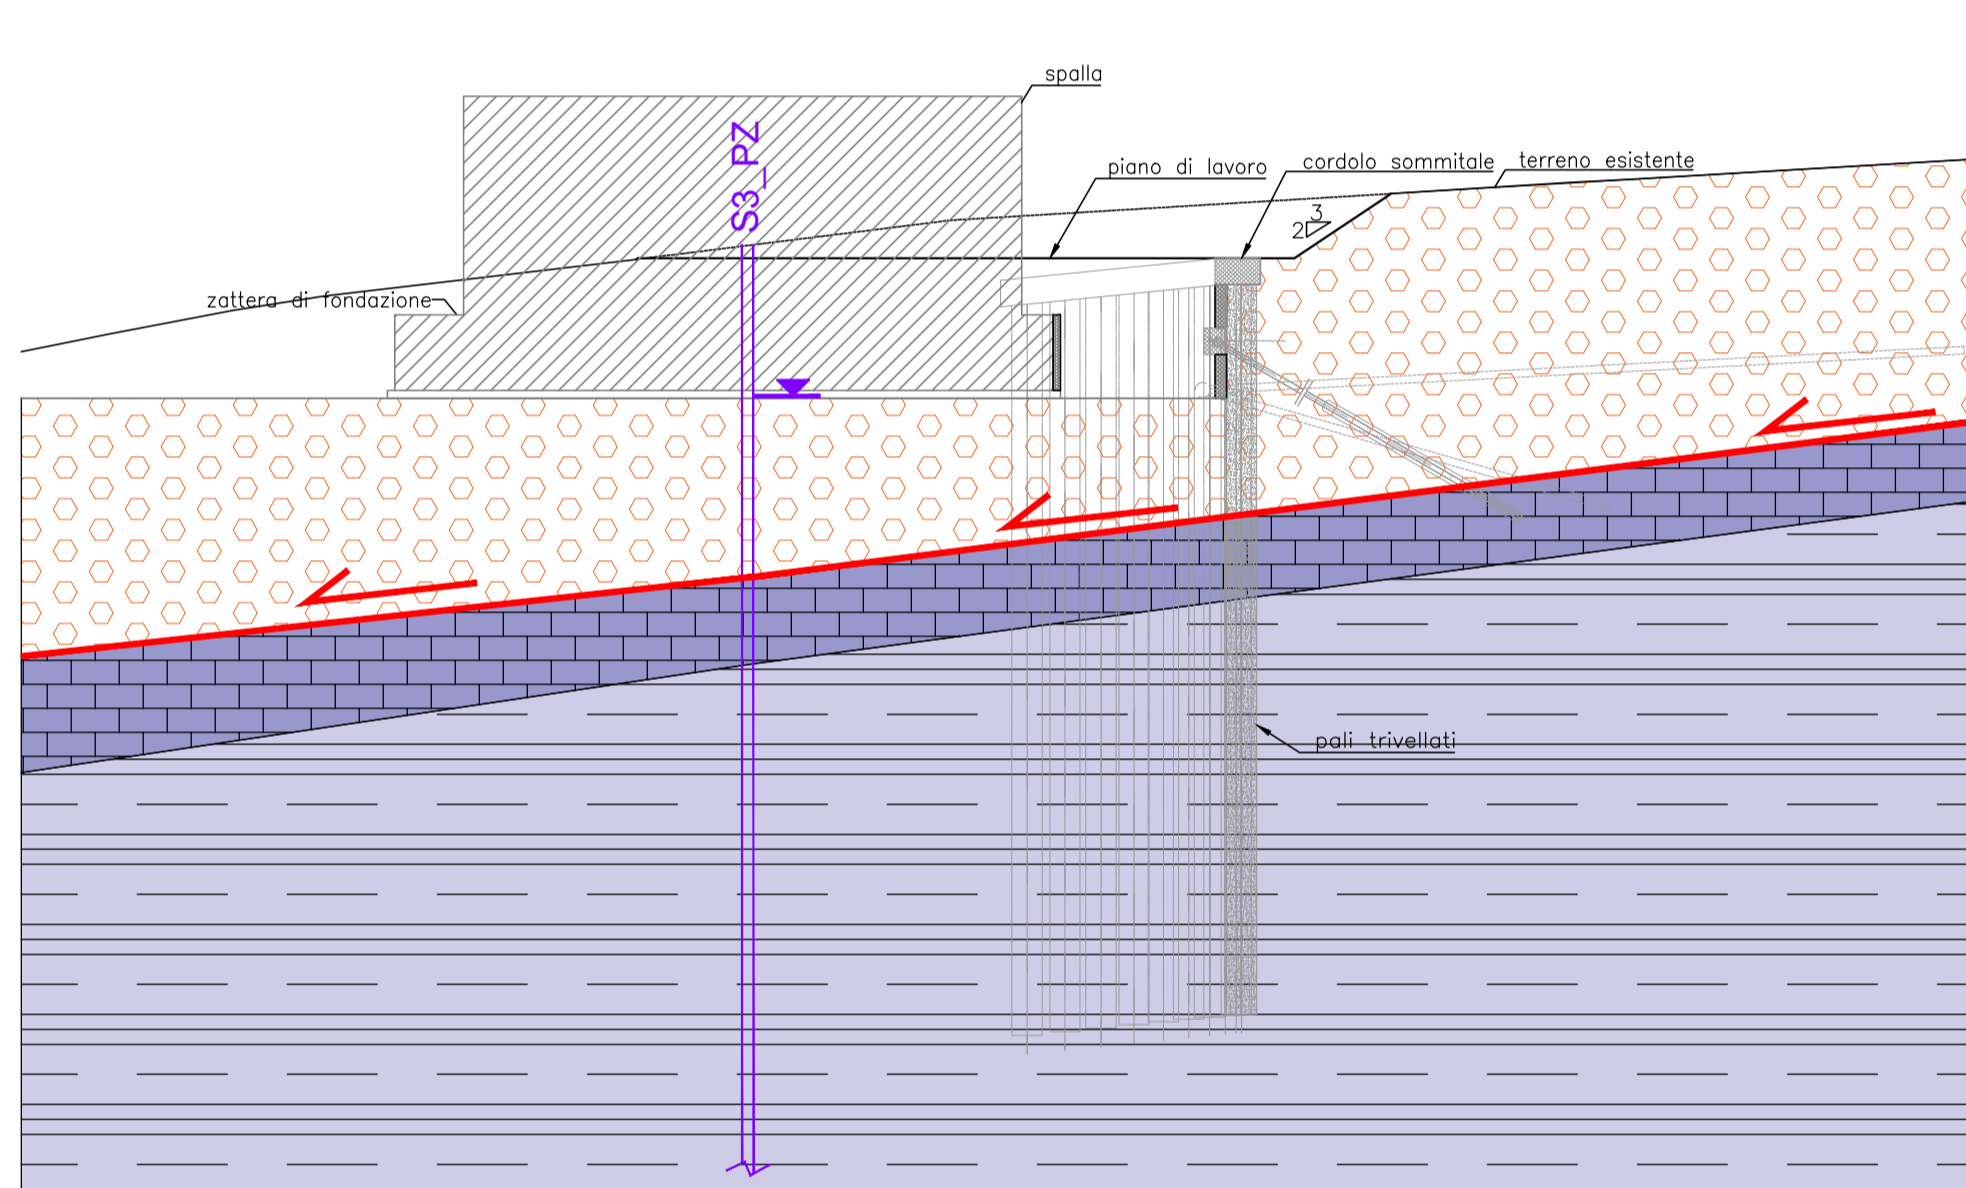 spalla
S3_PZ
piano di lavoro
cordolo sommitale
terreno esistente
3
2
zattera di fondazione
pali trivellati